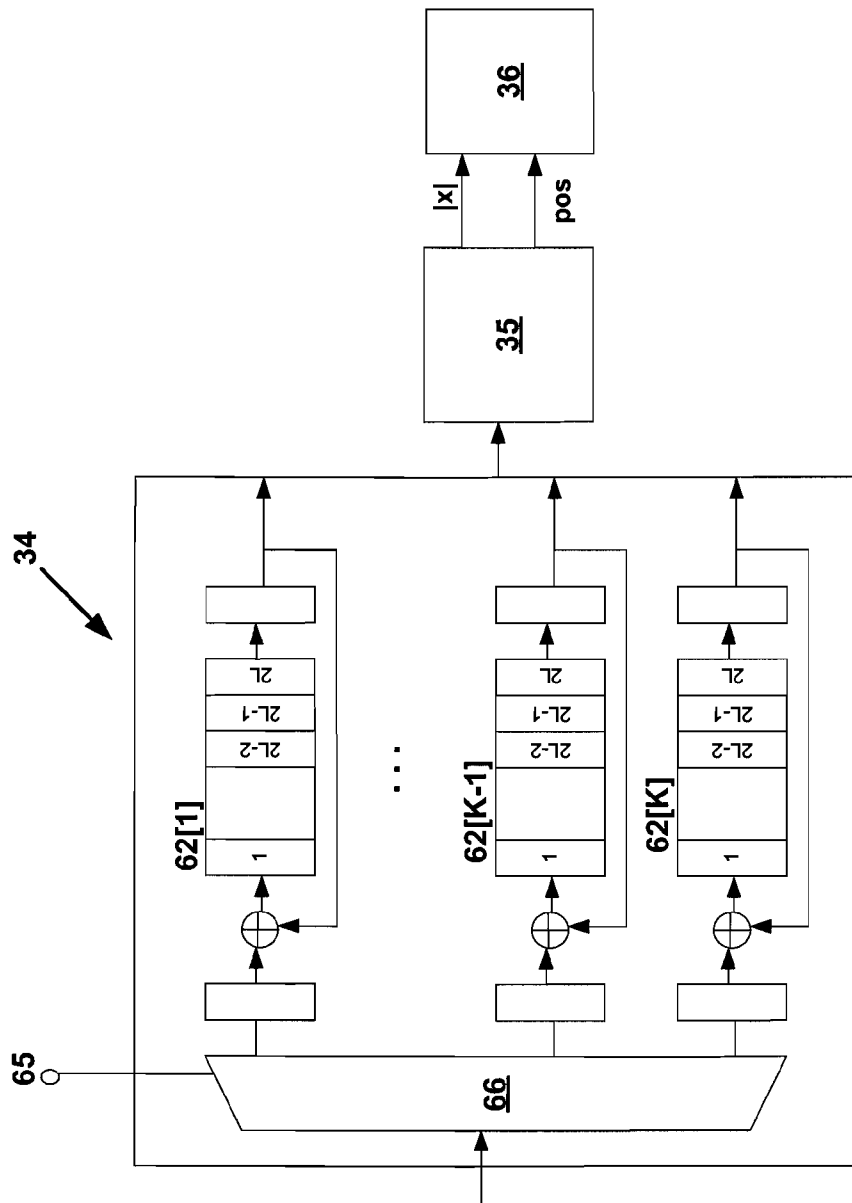 34
65
66
62[1]
1
2L-2
2L-1
2L
. . .
62[K-1]
1
2L-2
2L-1
2L
62[K]
1
2L-2
2L-1
2L
35
|x|
pos
36